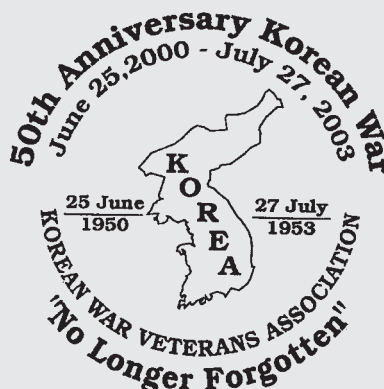 50th Anniversary Korean War
June 25,2000 - July 27, 2003
KOREA
25 June
1950
27 July
1953
KOREAN WAR VETERANS ASSOCIATION
"No Longer Forgotten"